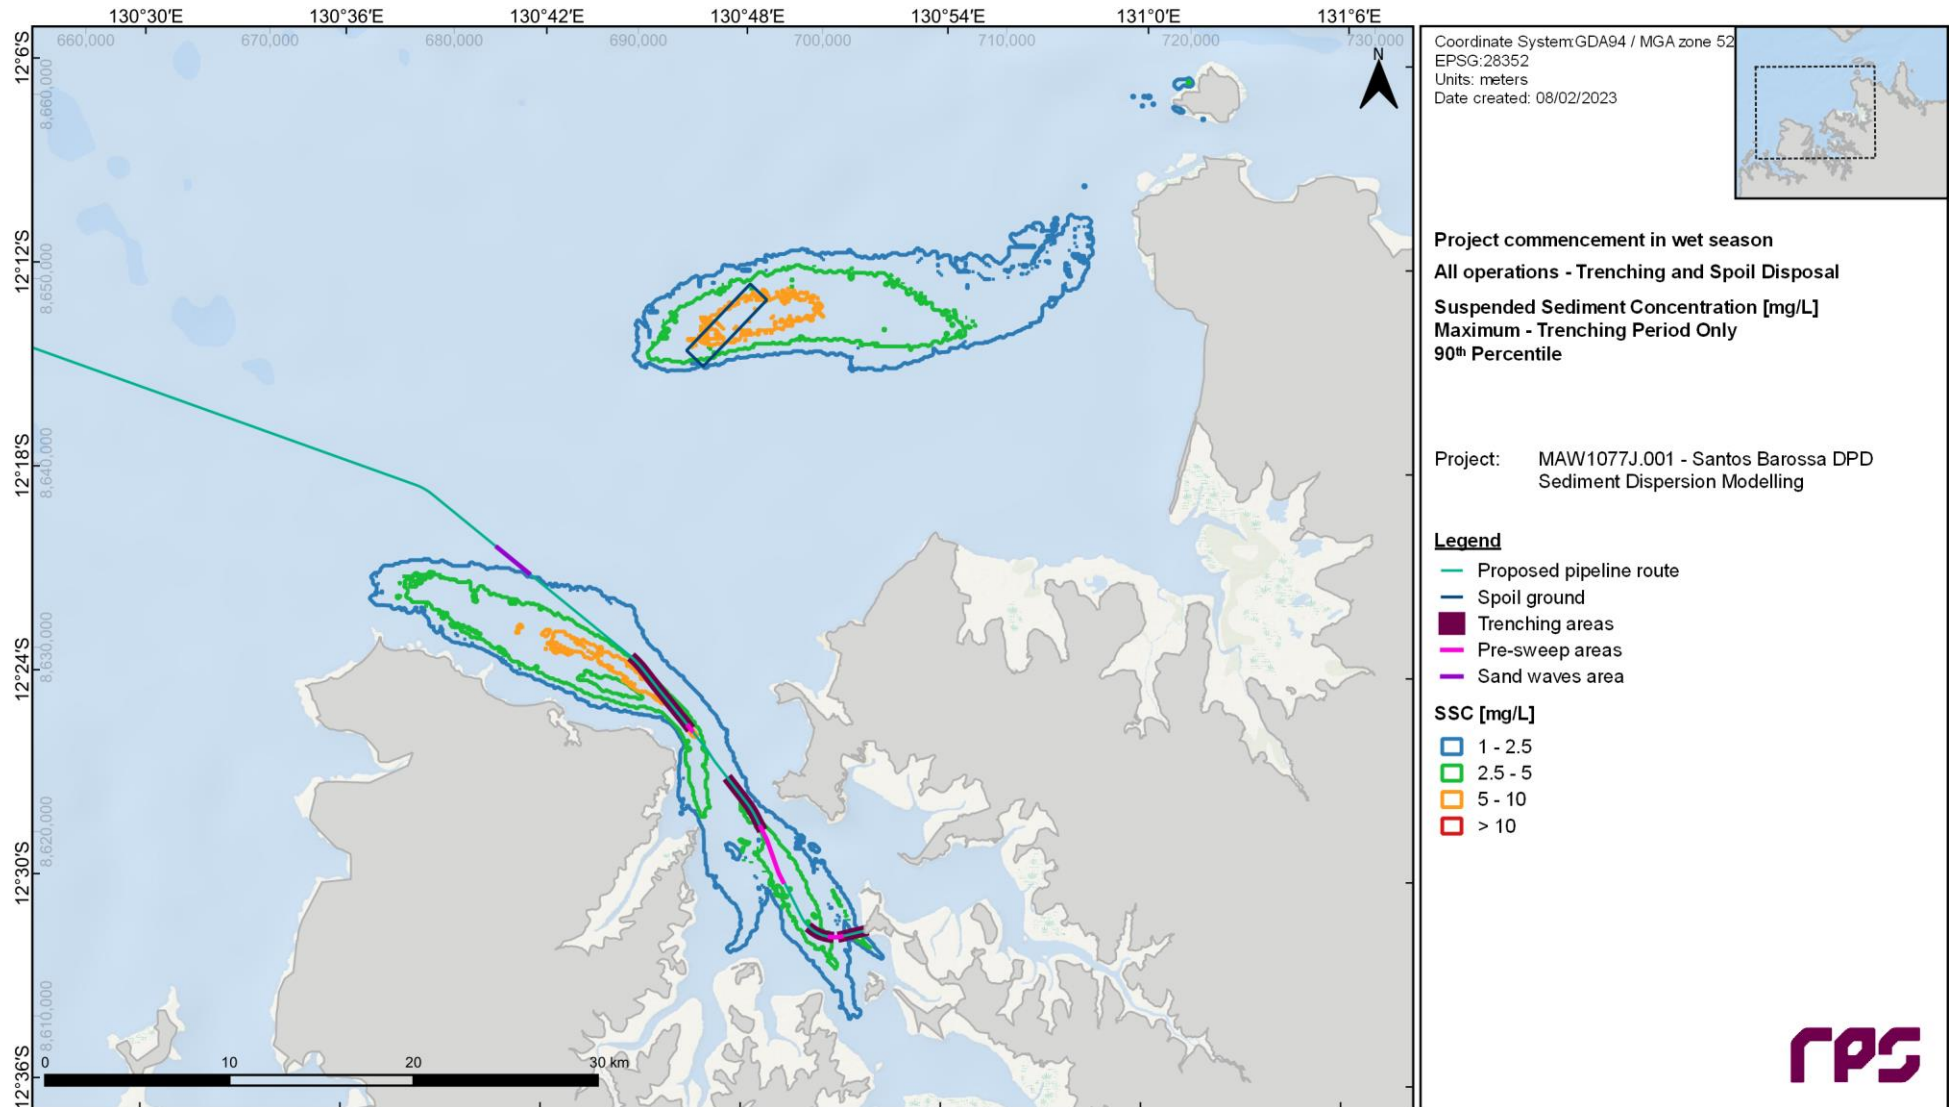 130°30'E 130°36'E 130°42'E 130°48'E 130°54'E 131°0'E 131°6'E
660,000 670,000 680,000 690,000 700,000 710,000 720,000 730,000
12°6'S
8,660,000
12°12'S
8,650,000
12°18'S
8,640,000
12°24'S
8,630,000
12°30'S
8,620,000
12°36'S
8,610,000
N
0 10 20 30 km
Coordinate System:GDA94 / MGA zone 52
EPSG:28352
Units: meters
Date created: 08/02/2023
Project commencement in wet season
All operations - Trenching and Spoil Disposal
Suspended Sediment Concentration [mg/L]
Maximum - Trenching Period Only
90th Percentile
Project: MAW1077J.001 - Santos Barossa DPD
Sediment Dispersion Modelling
Legend
Proposed pipeline route
Spoil ground
Trenching areas
Pre-sweep areas
Sand waves area
SSC [mg/L]
1 - 2.5
2.5 - 5
5 - 10
> 10
rps